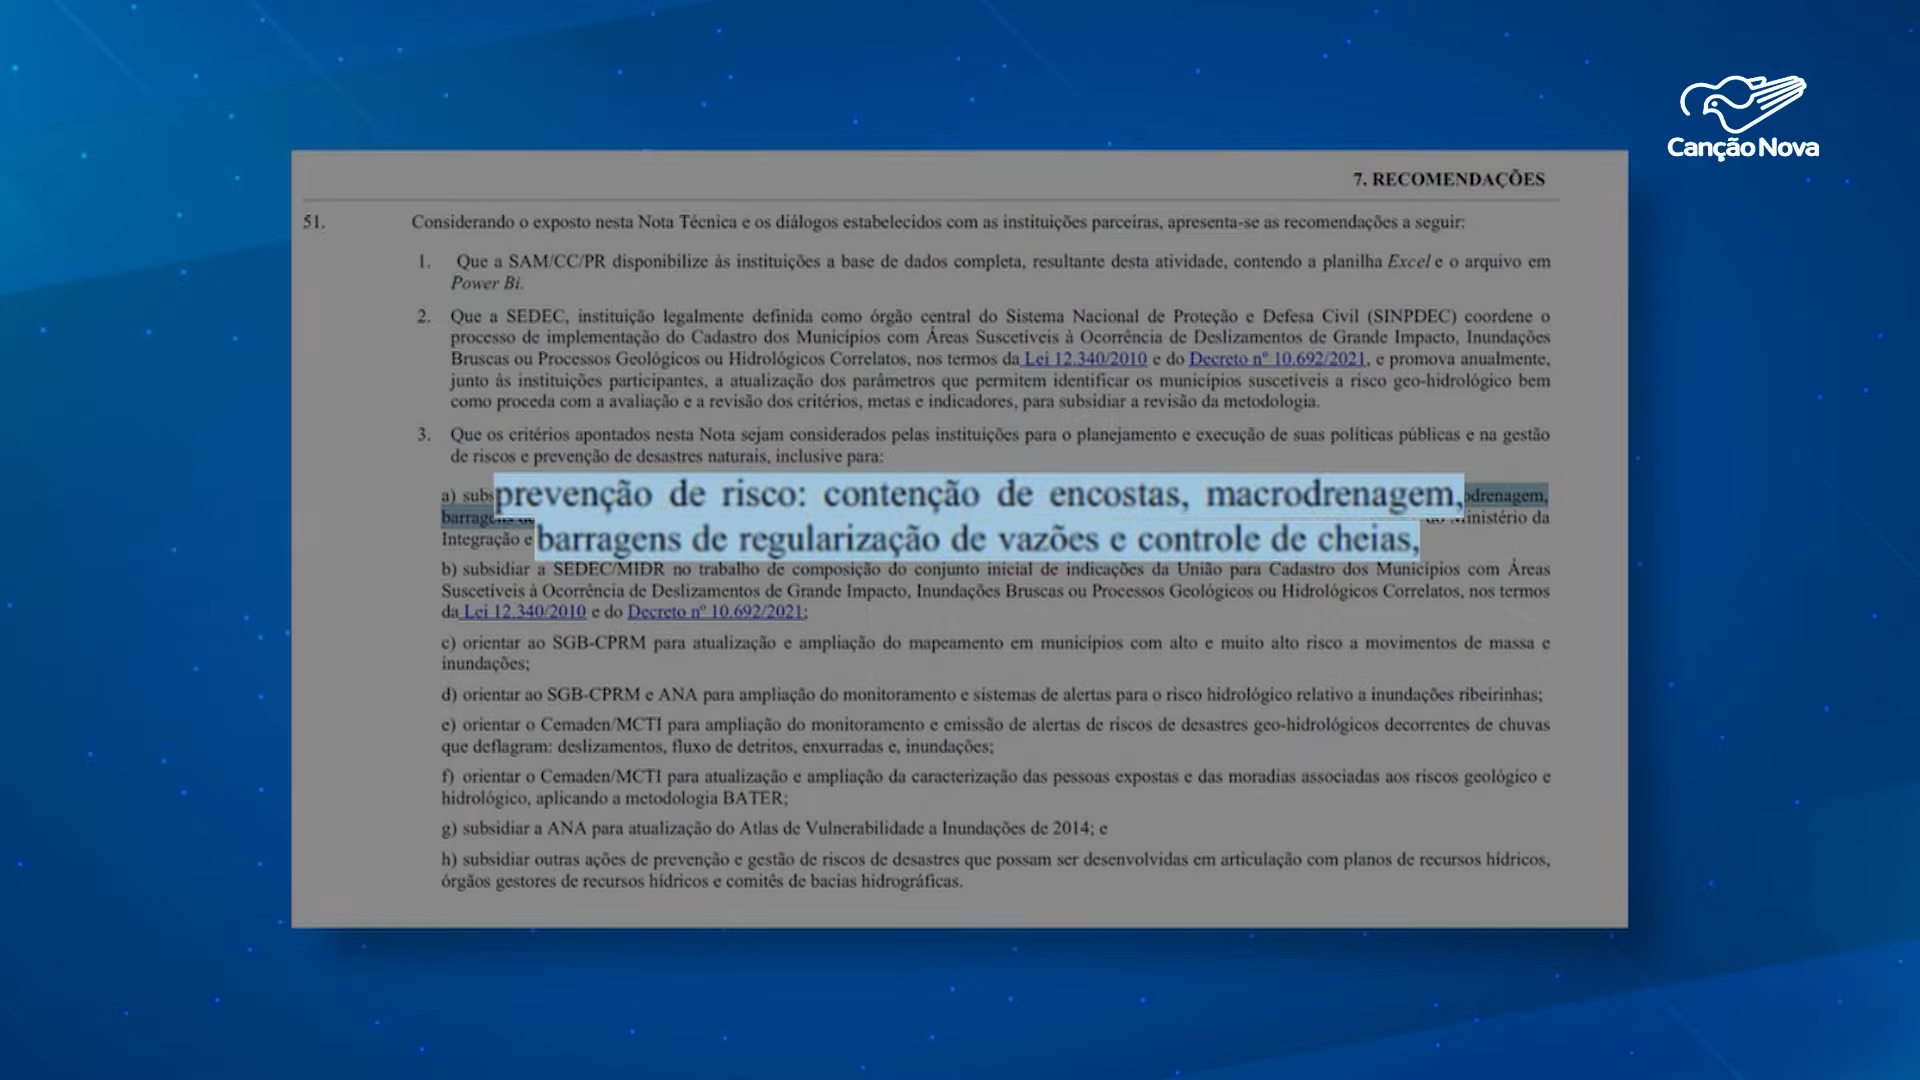 Canção Nova
7. RECOMENDAÇÕES
51. Considerando o exposto nesta Nota Técnica e os diálogos estabelecidos com as instituições parceiras, apresenta-se as recomendações a seguir:
1. Que a SAM/CC/PR disponibilize às instituições a base de dados completa, resultante desta atividade, contendo a planilha Excel e o arquivo em
Power Bi.
2. Que a SEDEC, instituição legalmente definida como órgão central do Sistema Nacional de Proteção e Defesa Civil (SINPDEC) coordene o
processo de implementação do Cadastro dos Municípios com Áreas Suscetíveis à Ocorrência de Deslizamentos de Grande Impacto, Inundações
Bruscas ou Processos Geológicos ou Hidrológicos Correlatos, nos termos da Lei 12.340/2010 e do Decreto nº 10.692/2021, e promova anualmente,
junto às instituições participantes, a atualização dos parâmetros que permitem identificar os municípios suscetíveis a risco geo-hidrológico bem
como proceda com a avaliação e a revisão dos critérios, metas e indicadores, para subsidiar a revisão da metodologia.
3. Que os critérios apontados nesta Nota sejam considerados pelas instituições para o planejamento e execução de suas políticas públicas e na gestão
de riscos e prevenção de desastres naturais, inclusive para:
a) subs
prevenção de risco: contenção de encostas, macrodrenagem,
drenagem,
barragens de regularização de vazões e controle de cheias,
Ministério da
Integração e
b) subsidiar a SEDEC/MIDR no trabalho de composição do conjunto inicial de indicações da União para Cadastro dos Municípios com Áreas
Suscetíveis à Ocorrência de Deslizamentos de Grande Impacto, Inundações Bruscas ou Processos Geológicos ou Hidrológicos Correlatos, nos termos
da Lei 12.340/2010 e do Decreto nº 10.692/2021;
c) orientar ao SGB-CPRM para atualização e ampliação do mapeamento em municípios com alto e muito alto risco a movimentos de massa e
inundações;
d) orientar ao SGB-CPRM e ANA para ampliação do monitoramento e sistemas de alertas para o risco hidrológico relativo a inundações ribeirinhas;
e) orientar o Cemaden/MCTI para ampliação do monitoramento e emissão de alertas de riscos de desastres geo-hidrológicos decorrentes de chuvas
que deflagram: deslizamentos, fluxo de detritos, enxurradas e, inundações;
f) orientar o Cemaden/MCTI para atualização e ampliação da caracterização das pessoas expostas e das moradias associadas aos riscos geológico e
hidrológico, aplicando a metodologia BATER;
g) subsidiar a ANA para atualização do Atlas de Vulnerabilidade a Inundações de 2014; e
h) subsidiar outras ações de prevenção e gestão de riscos de desastres que possam ser desenvolvidas em articulação com planos de recursos hídricos,
órgãos gestores de recursos hídricos e comitês de bacias hidrográficas.